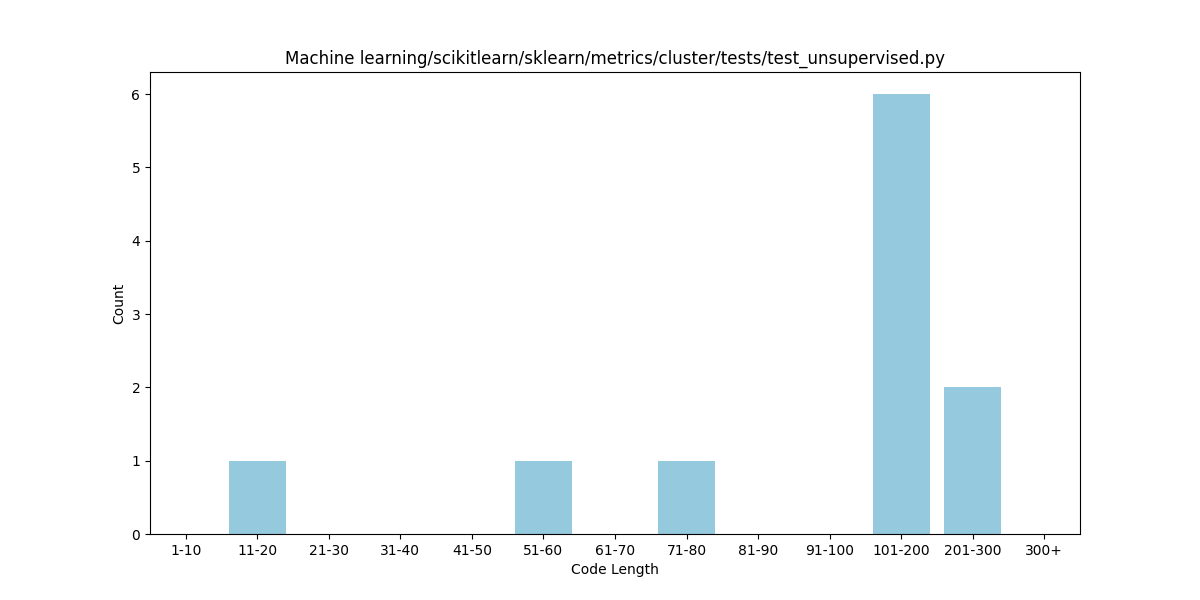 Machine learning/scikitlearn/sklearn/metrics/cluster/tests/test_unsupervised.py
6
5
4
3
2
1
0
Count
1-10 11-20 21-30 31-40 41-50 51-60 61-70 71-80 81-90 91-100 101-200 201-300 300+
Code Length